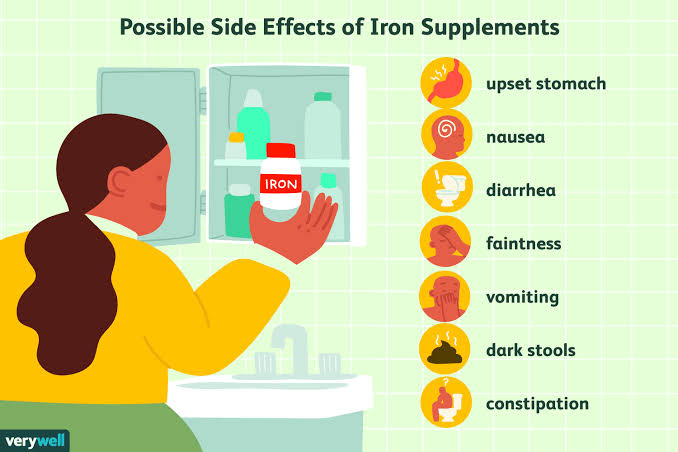 Possible Side Effects of Iron Supplements
IRON
upset stomach
nausea
diarrhea
faintness
vomiting
dark stools
constipation
verywell